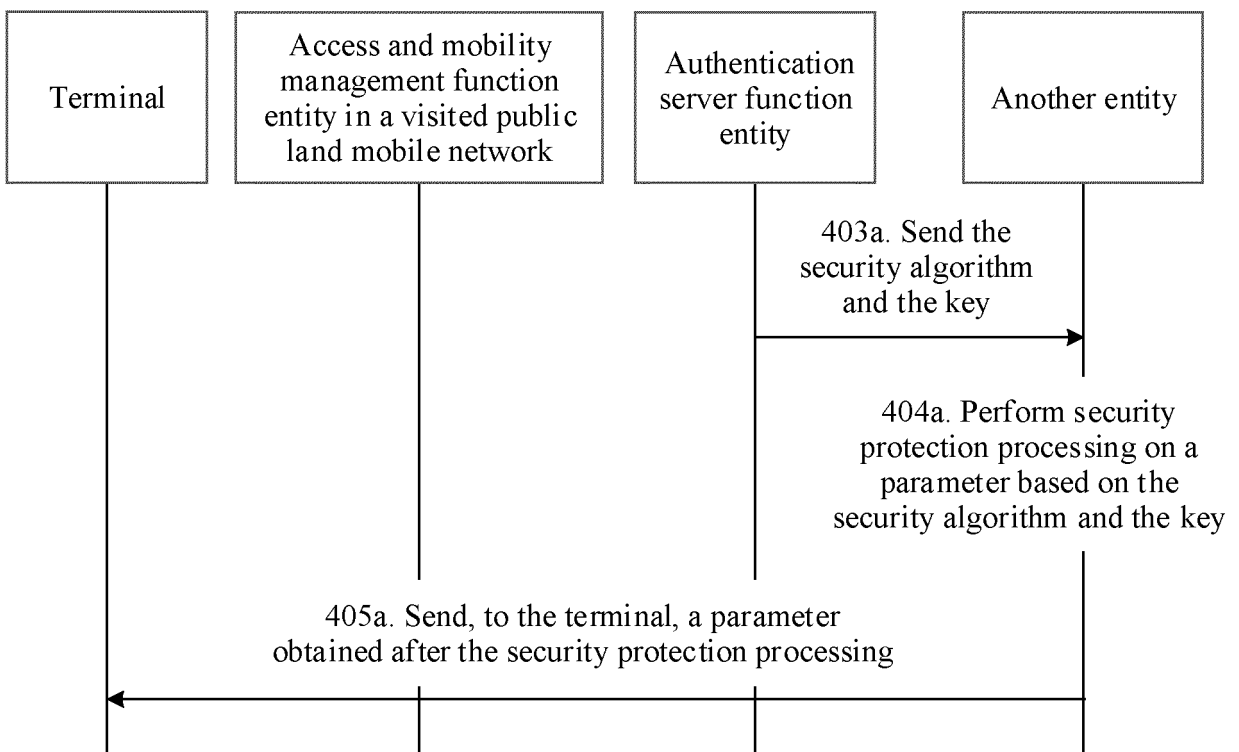 Terminal
Access and mobility
management function
entity in a visited public
land mobile network
Authentication
server function
entity
Another entity
403a. Send the
security algorithm
and the key
404a. Perform security
protection processing on a
parameter based on the
security algorithm and the key
405a. Send, to the terminal, a parameter
obtained after the security protection processing